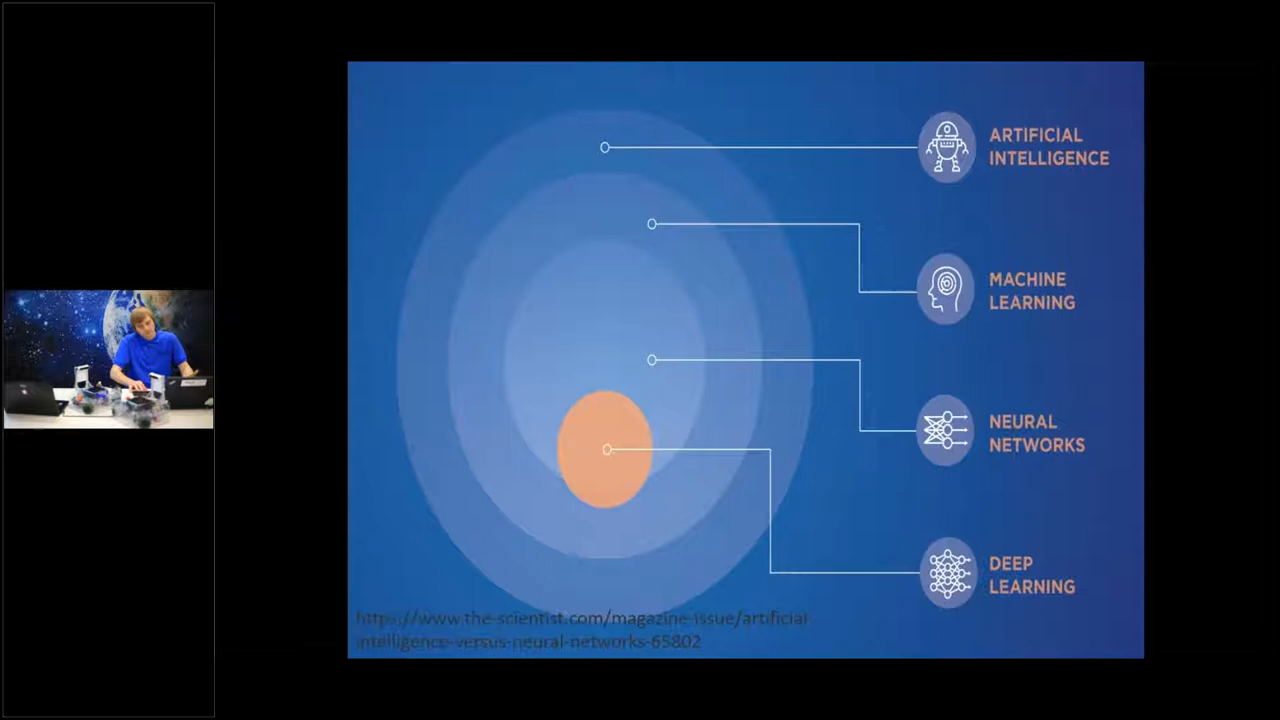 ARTIFICIAL
INTELLIGENCE
MACHINE
LEARNING
NEURAL
NETWORKS
DEEP
LEARNING
https://www.the-scientist.com/magazine-issue/artificial-
intelligence-versus-neural-networks-65802